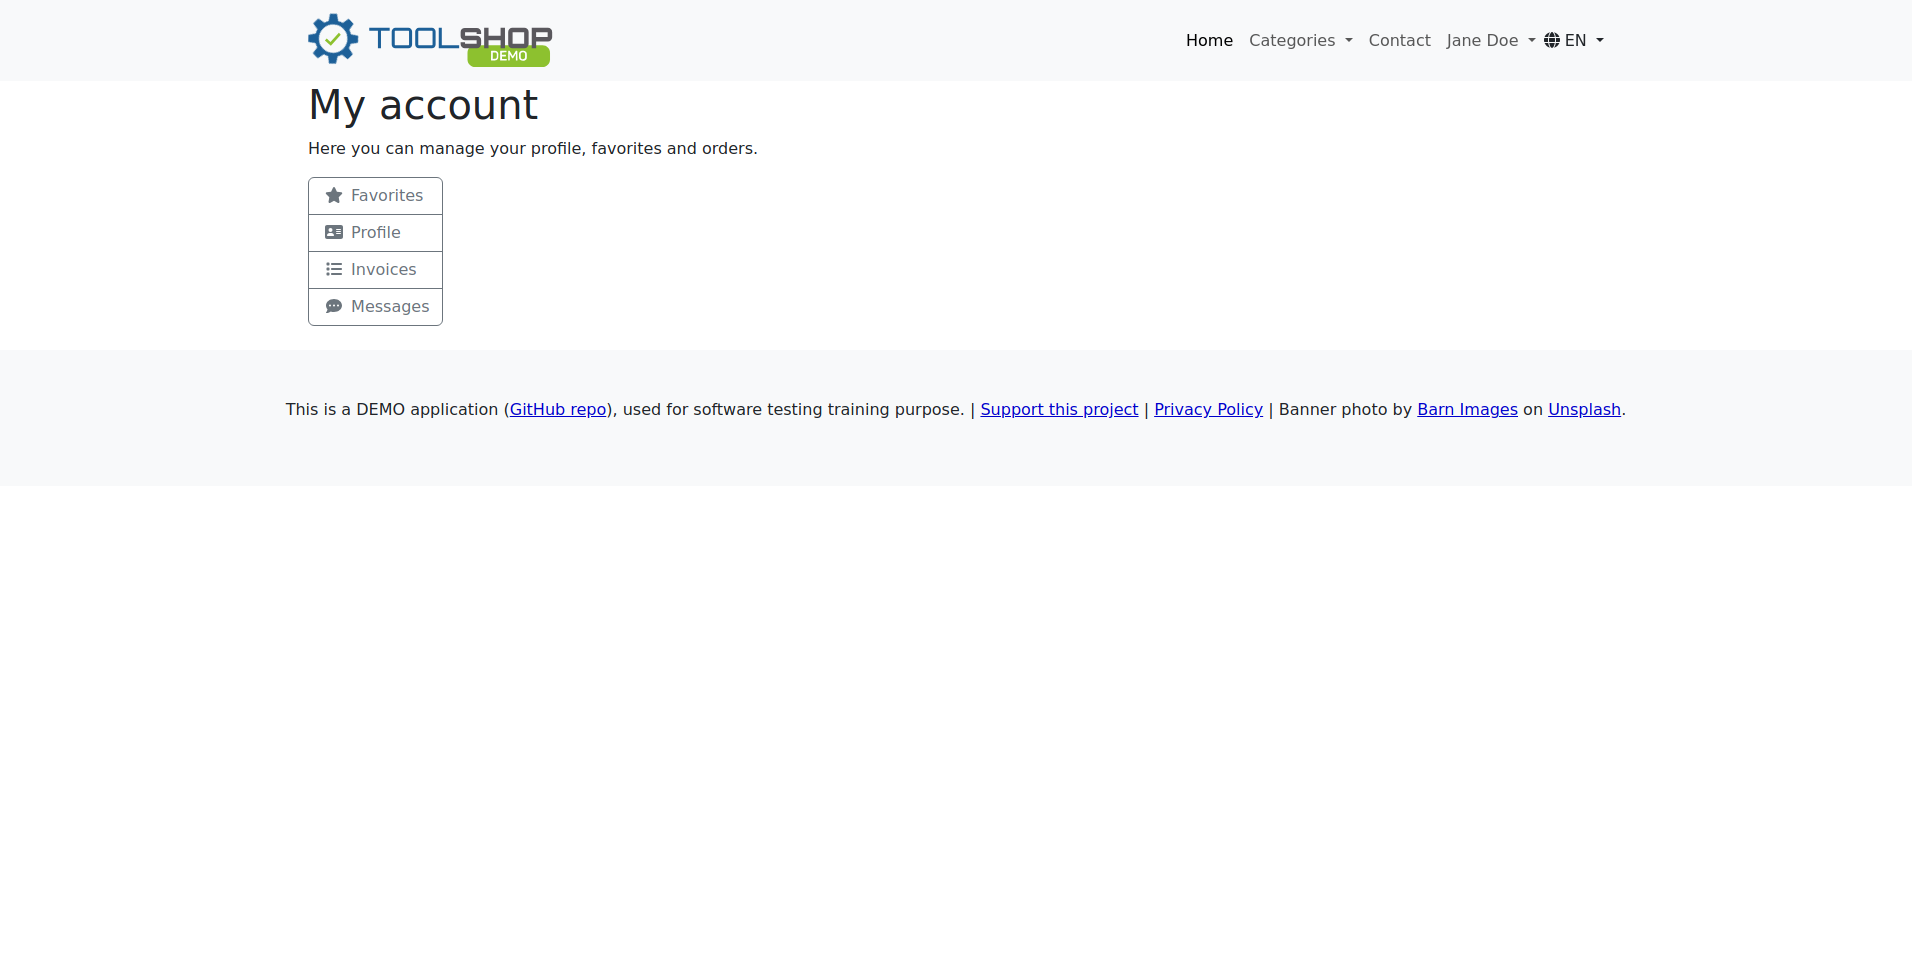 TOOLSHOP
DEMO
Home Categories Contact Jane Doe EN
My account
Here you can manage your profile, favorites and orders.
Favorites
Profile
Invoices
Messages
This is a DEMO application (GitHub repo), used for software testing training purpose. | Support this project | Privacy Policy | Banner photo by Barn Images on Unsplash.